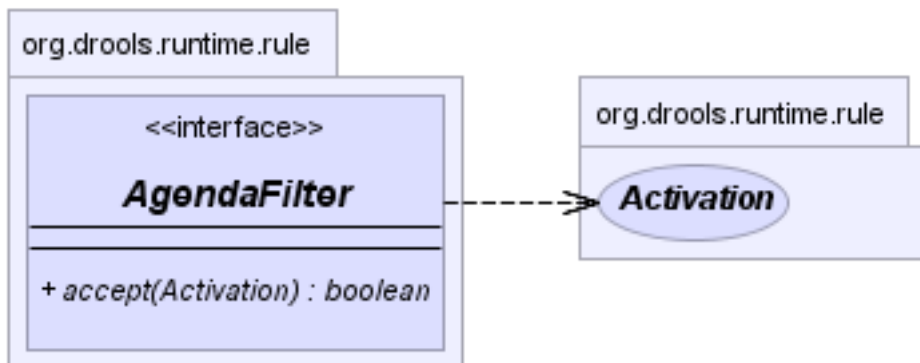 org.drools.runtime.rule
<<interface>>
AgendaFilter
+ accept(Activation) : boolean
org.drools.runtime.rule
Activation